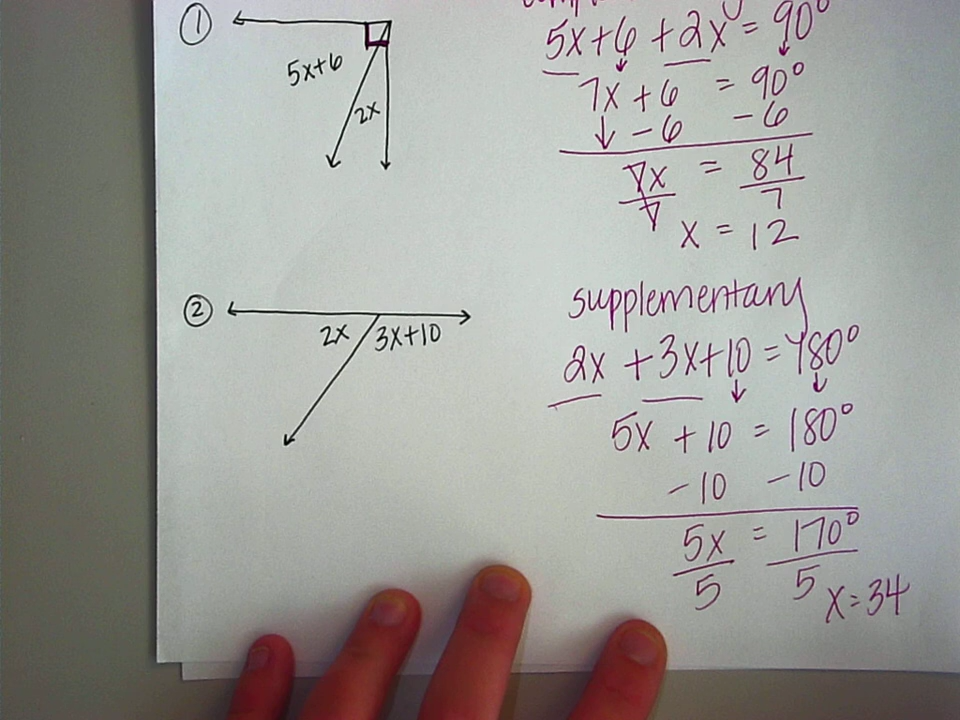 ①
5x+6
2x
5x+6 +2x = 90°
7x +6 = 90°
-6 -6
7x = 84
7 7
x = 12
②
2x 3x+10
supplementary
2x +3x+10 = 180°
5x +10 = 180°
-10 -10
5x = 170°
5 5
x=34